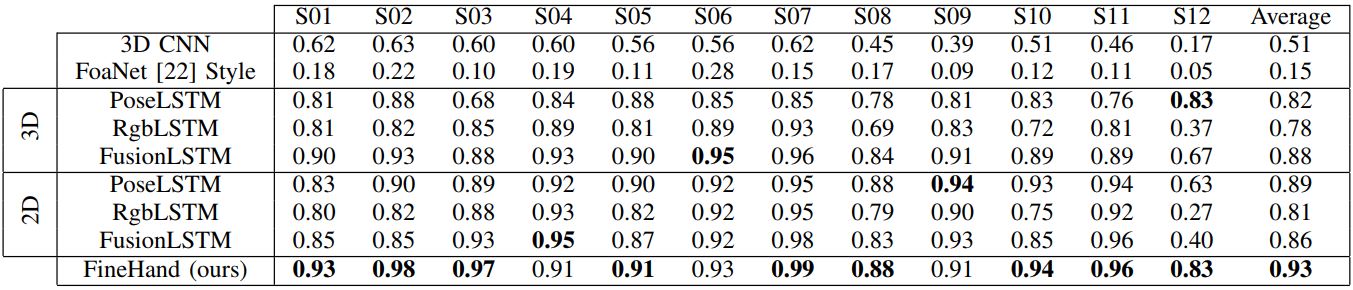 S01 S02 S03 S04 S05 S06 S07 S08 S09 S10 S11 S12 Average
3D CNN 0.62 0.63 0.60 0.60 0.56 0.56 0.62 0.45 0.39 0.51 0.46 0.17 0.51
FoaNet [22] Style 0.18 0.22 0.10 0.19 0.11 0.28 0.15 0.17 0.09 0.12 0.11 0.05 0.15
3D
PoseLSTM 0.81 0.88 0.68 0.84 0.88 0.85 0.85 0.78 0.81 0.83 0.76 0.83 0.82
RgbLSTM 0.81 0.82 0.85 0.89 0.81 0.89 0.93 0.69 0.83 0.72 0.81 0.37 0.78
FusionLSTM 0.90 0.93 0.88 0.93 0.90 0.95 0.96 0.84 0.91 0.89 0.89 0.67 0.88
2D
PoseLSTM 0.83 0.90 0.89 0.92 0.90 0.92 0.95 0.88 0.94 0.93 0.94 0.63 0.89
RgbLSTM 0.80 0.82 0.88 0.93 0.82 0.92 0.95 0.79 0.90 0.75 0.92 0.27 0.81
FusionLSTM 0.85 0.85 0.93 0.95 0.87 0.92 0.98 0.83 0.93 0.85 0.96 0.40 0.86
FineHand (ours) 0.93 0.98 0.97 0.91 0.91 0.93 0.99 0.88 0.91 0.94 0.96 0.83 0.93